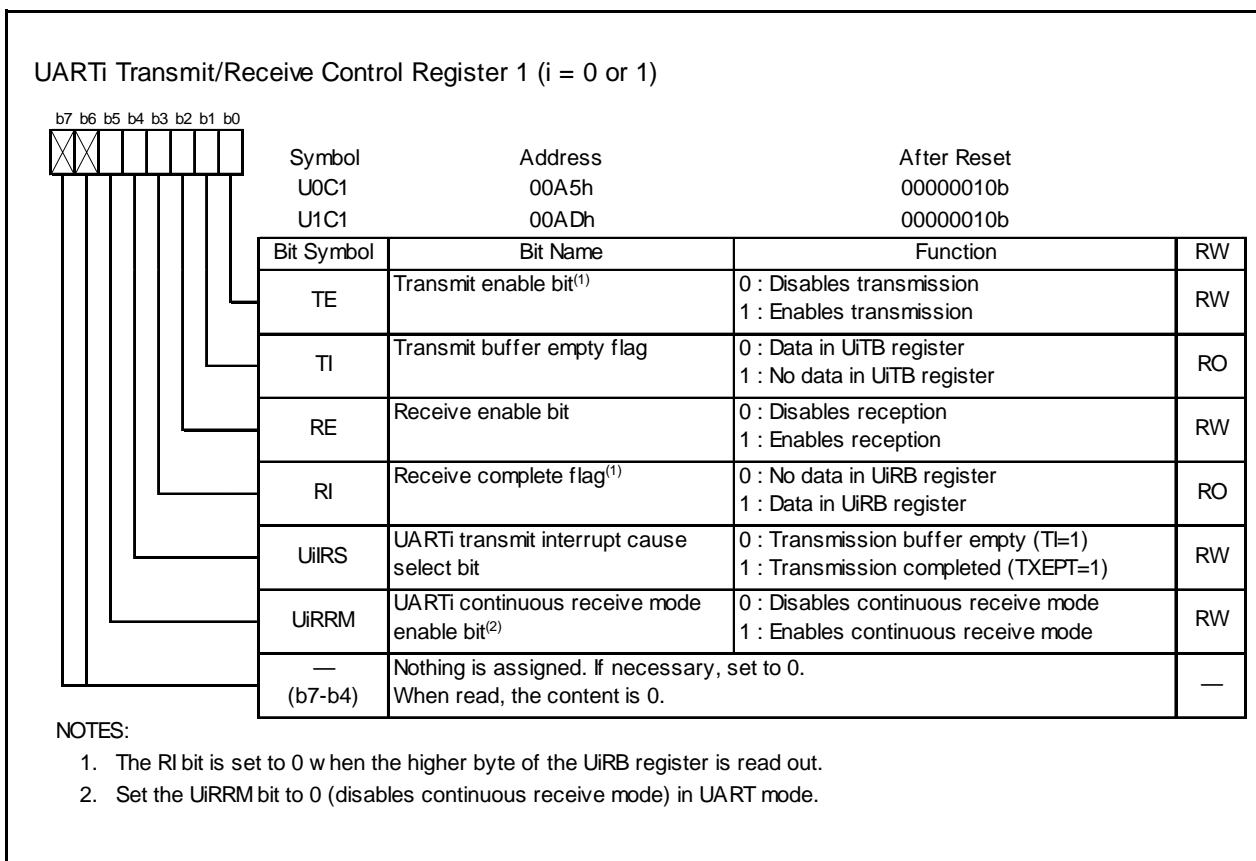 UARTi Transmit/Receive Control Register 1 (i = 0 or 1)
b7 b6 b5 b4 b3 b2 b1 b0
Symbol Address After Reset
U0C1 00A5h 00000010b
U1C1 00ADh 00000010b
Bit Symbol Bit Name Function RW
TE Transmit enable bit(1) 0 : Disables transmission RW
1 : Enables transmission
TI Transmit buffer empty flag 0 : Data in UiTB register RO
1 : No data in UiTB register
RE Receive enable bit 0 : Disables reception RW
1 : Enables reception
RI Receive complete flag(1) 0 : No data in UiRB register RO
1 : Data in UiRB register
UiIRS UARTi transmit interrupt cause 0 : Transmission buffer empty (TI=1) RW
select bit 1 : Transmission completed (TXEPT=1)
UiRRM UARTi continuous receive mode 0 : Disables continuous receive mode RW
enable bit(2) 1 : Enables continuous receive mode
— Nothing is assigned. If necessary, set to 0. —
(b7-b4) When read, the content is 0.
NOTES:
1. The RI bit is set to 0 when the higher byte of the UiRB register is read out.
2. Set the UiRRM bit to 0 (disables continuous receive mode) in UART mode.